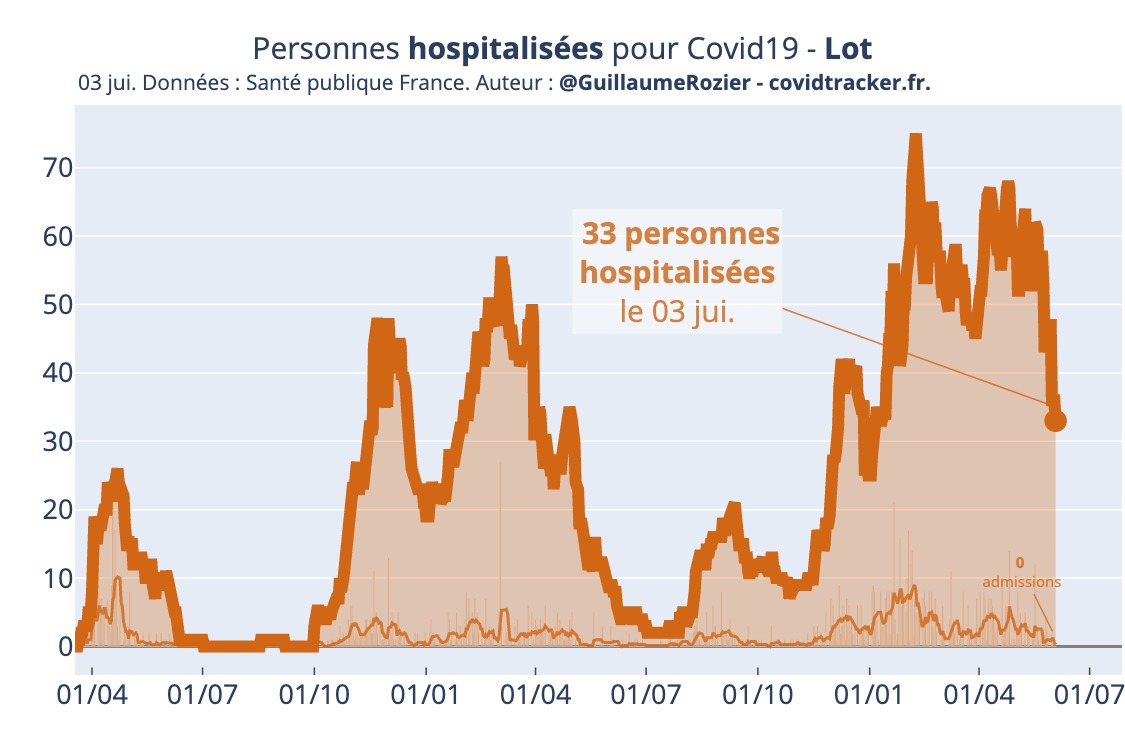 Personnes hospitalisées pour Covid19 - Lot
03 jui. Données : Santé publique France. Auteur : @GuillaumeRozier - covidtracker.fr.
70
60
50
40
30
20
10
0
33 personnes
hospitalisées
le 03 jui.
0
admissions
01/04 01/07 01/10 01/01 01/04 01/07 01/10 01/01 01/04 01/07